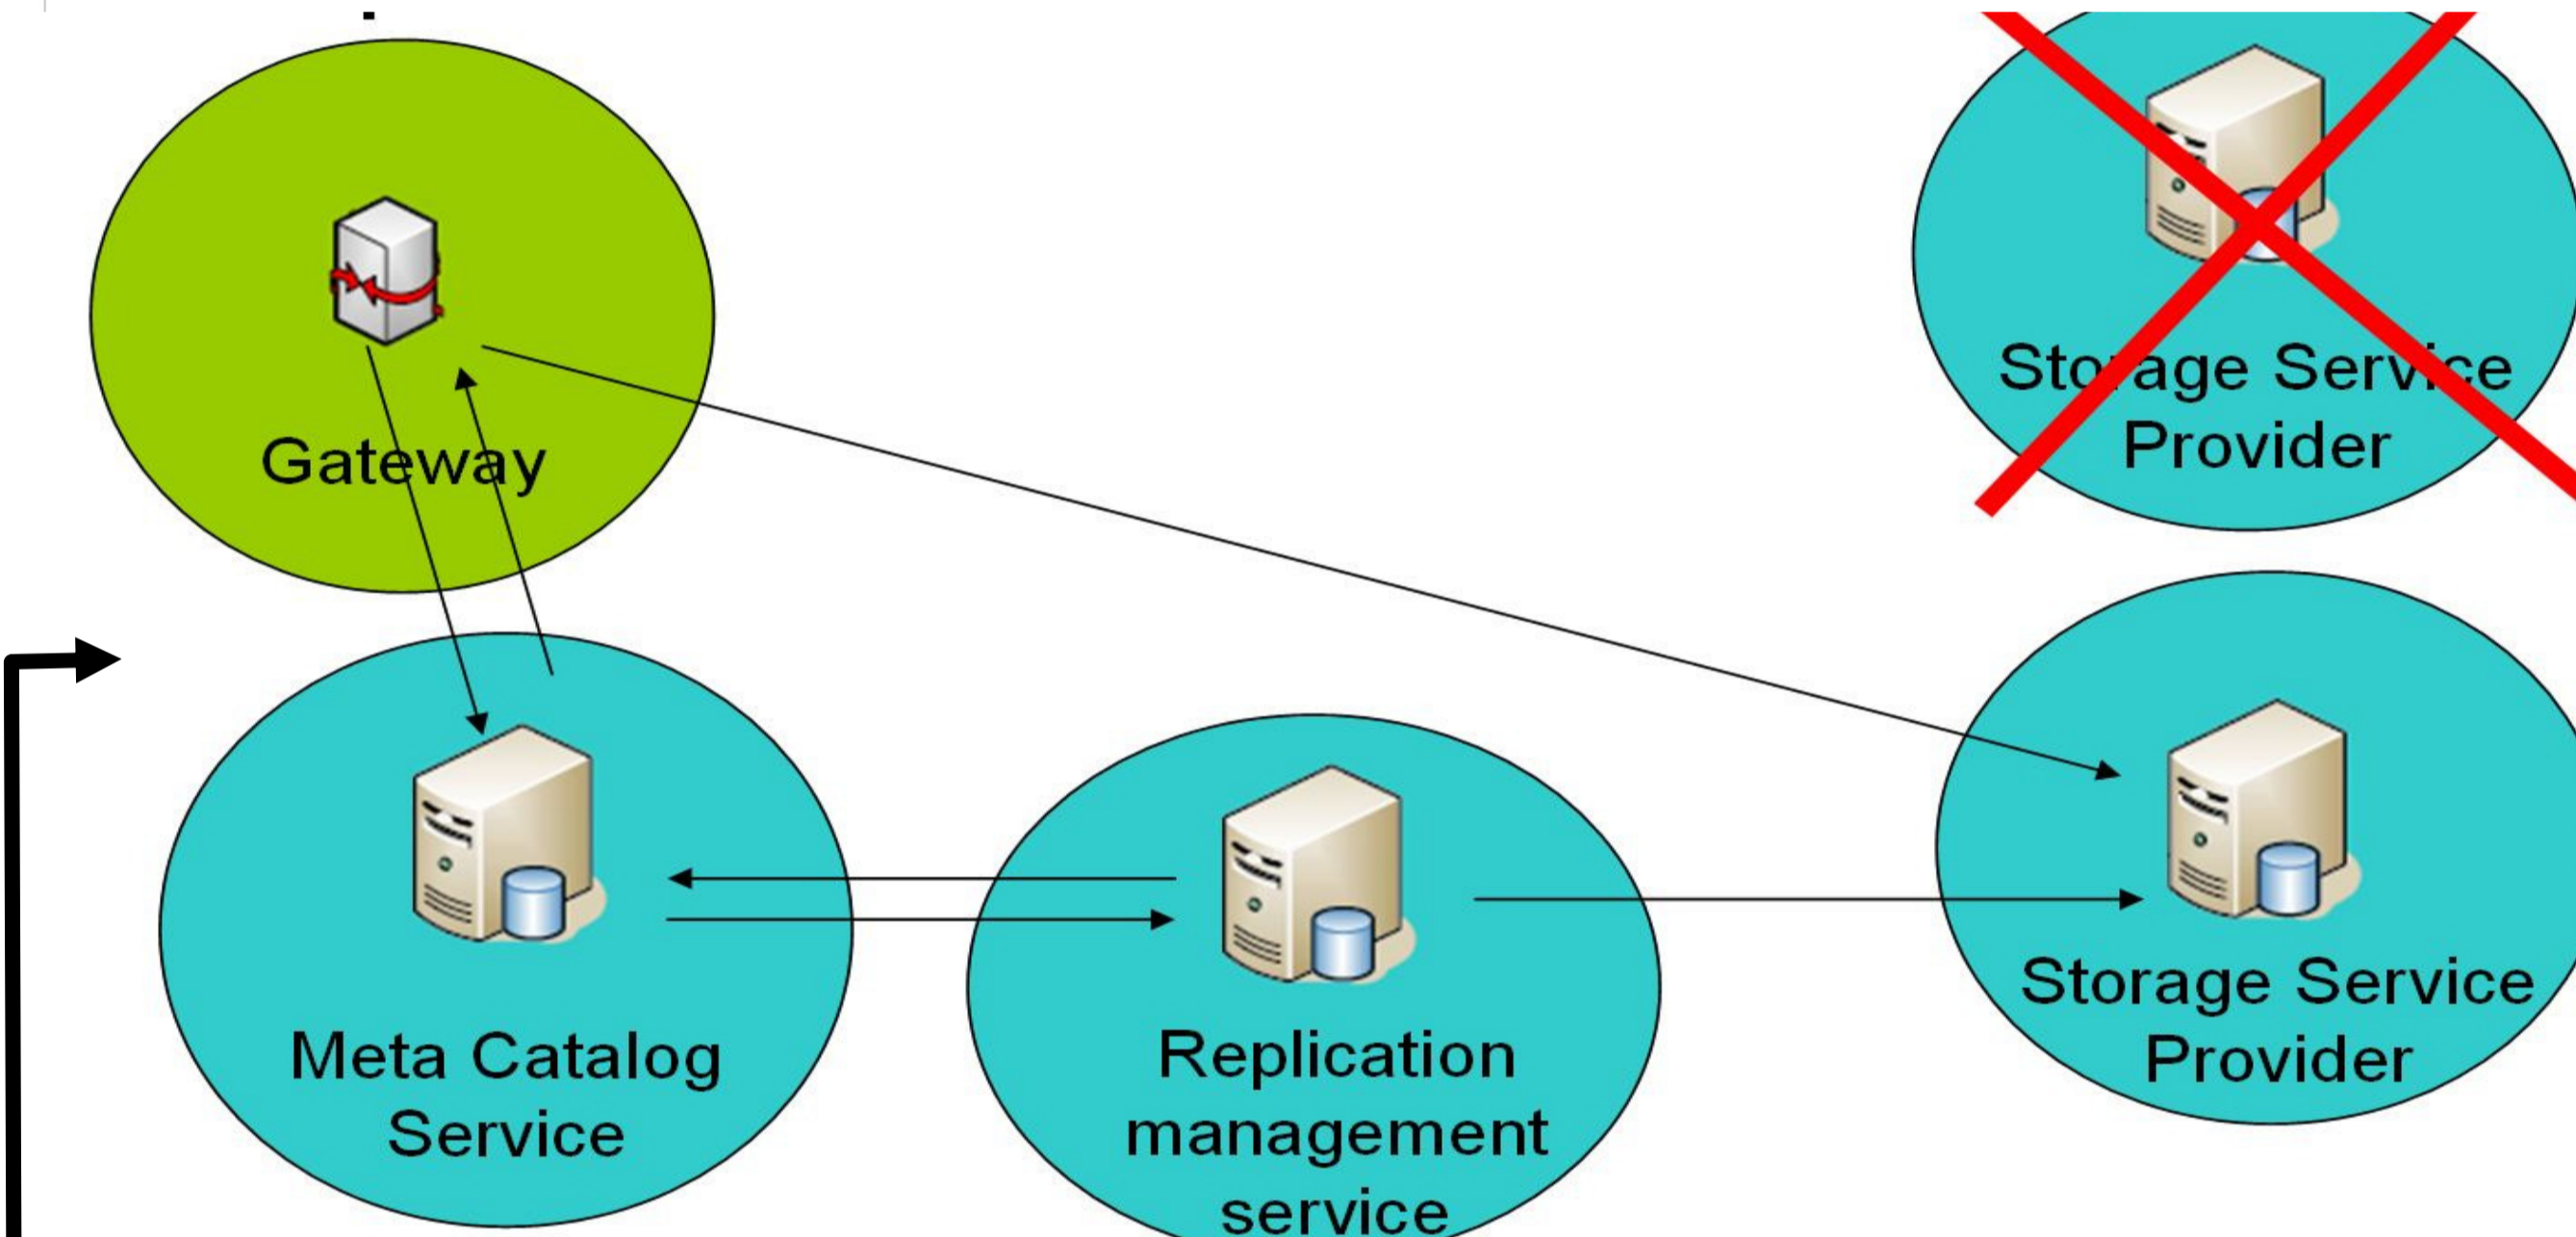 Gateway
Storage Service
Provider
Meta Catalog
Service
Replication
management
service
Storage Service
Provider